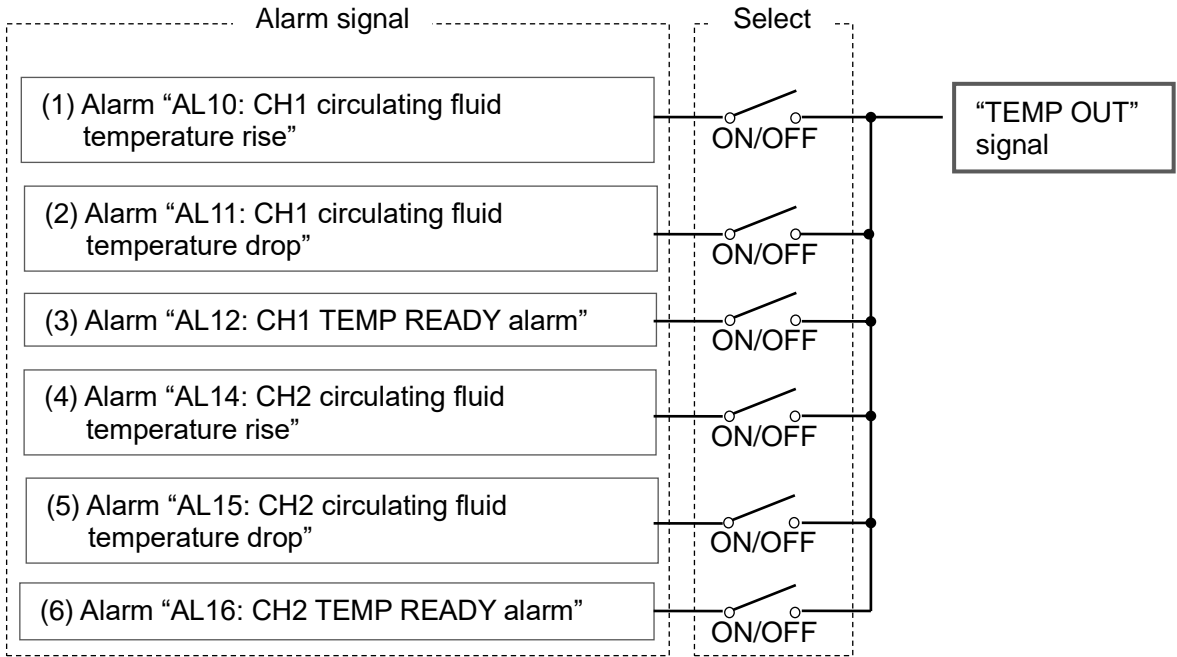 Alarm signal
Select
(1) Alarm “AL10: CH1 circulating fluid
temperature rise”
ON/OFF
“TEMP OUT”
signal
(2) Alarm “AL11: CH1 circulating fluid
temperature drop”
ON/OFF
(3) Alarm “AL12: CH1 TEMP READY alarm”
ON/OFF
(4) Alarm “AL14: CH2 circulating fluid
temperature rise”
ON/OFF
(5) Alarm “AL15: CH2 circulating fluid
temperature drop”
ON/OFF
(6) Alarm “AL16: CH2 TEMP READY alarm”
ON/OFF